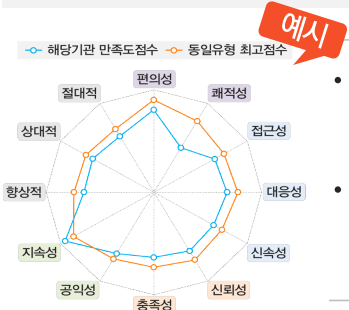 예시
해당기관 만족도점수 동일유형 최고점수
편의성
쾌적성
접근성
대응성
신속성
신뢰성
충족성
공익성
지속성
향상적
상대적
절대적